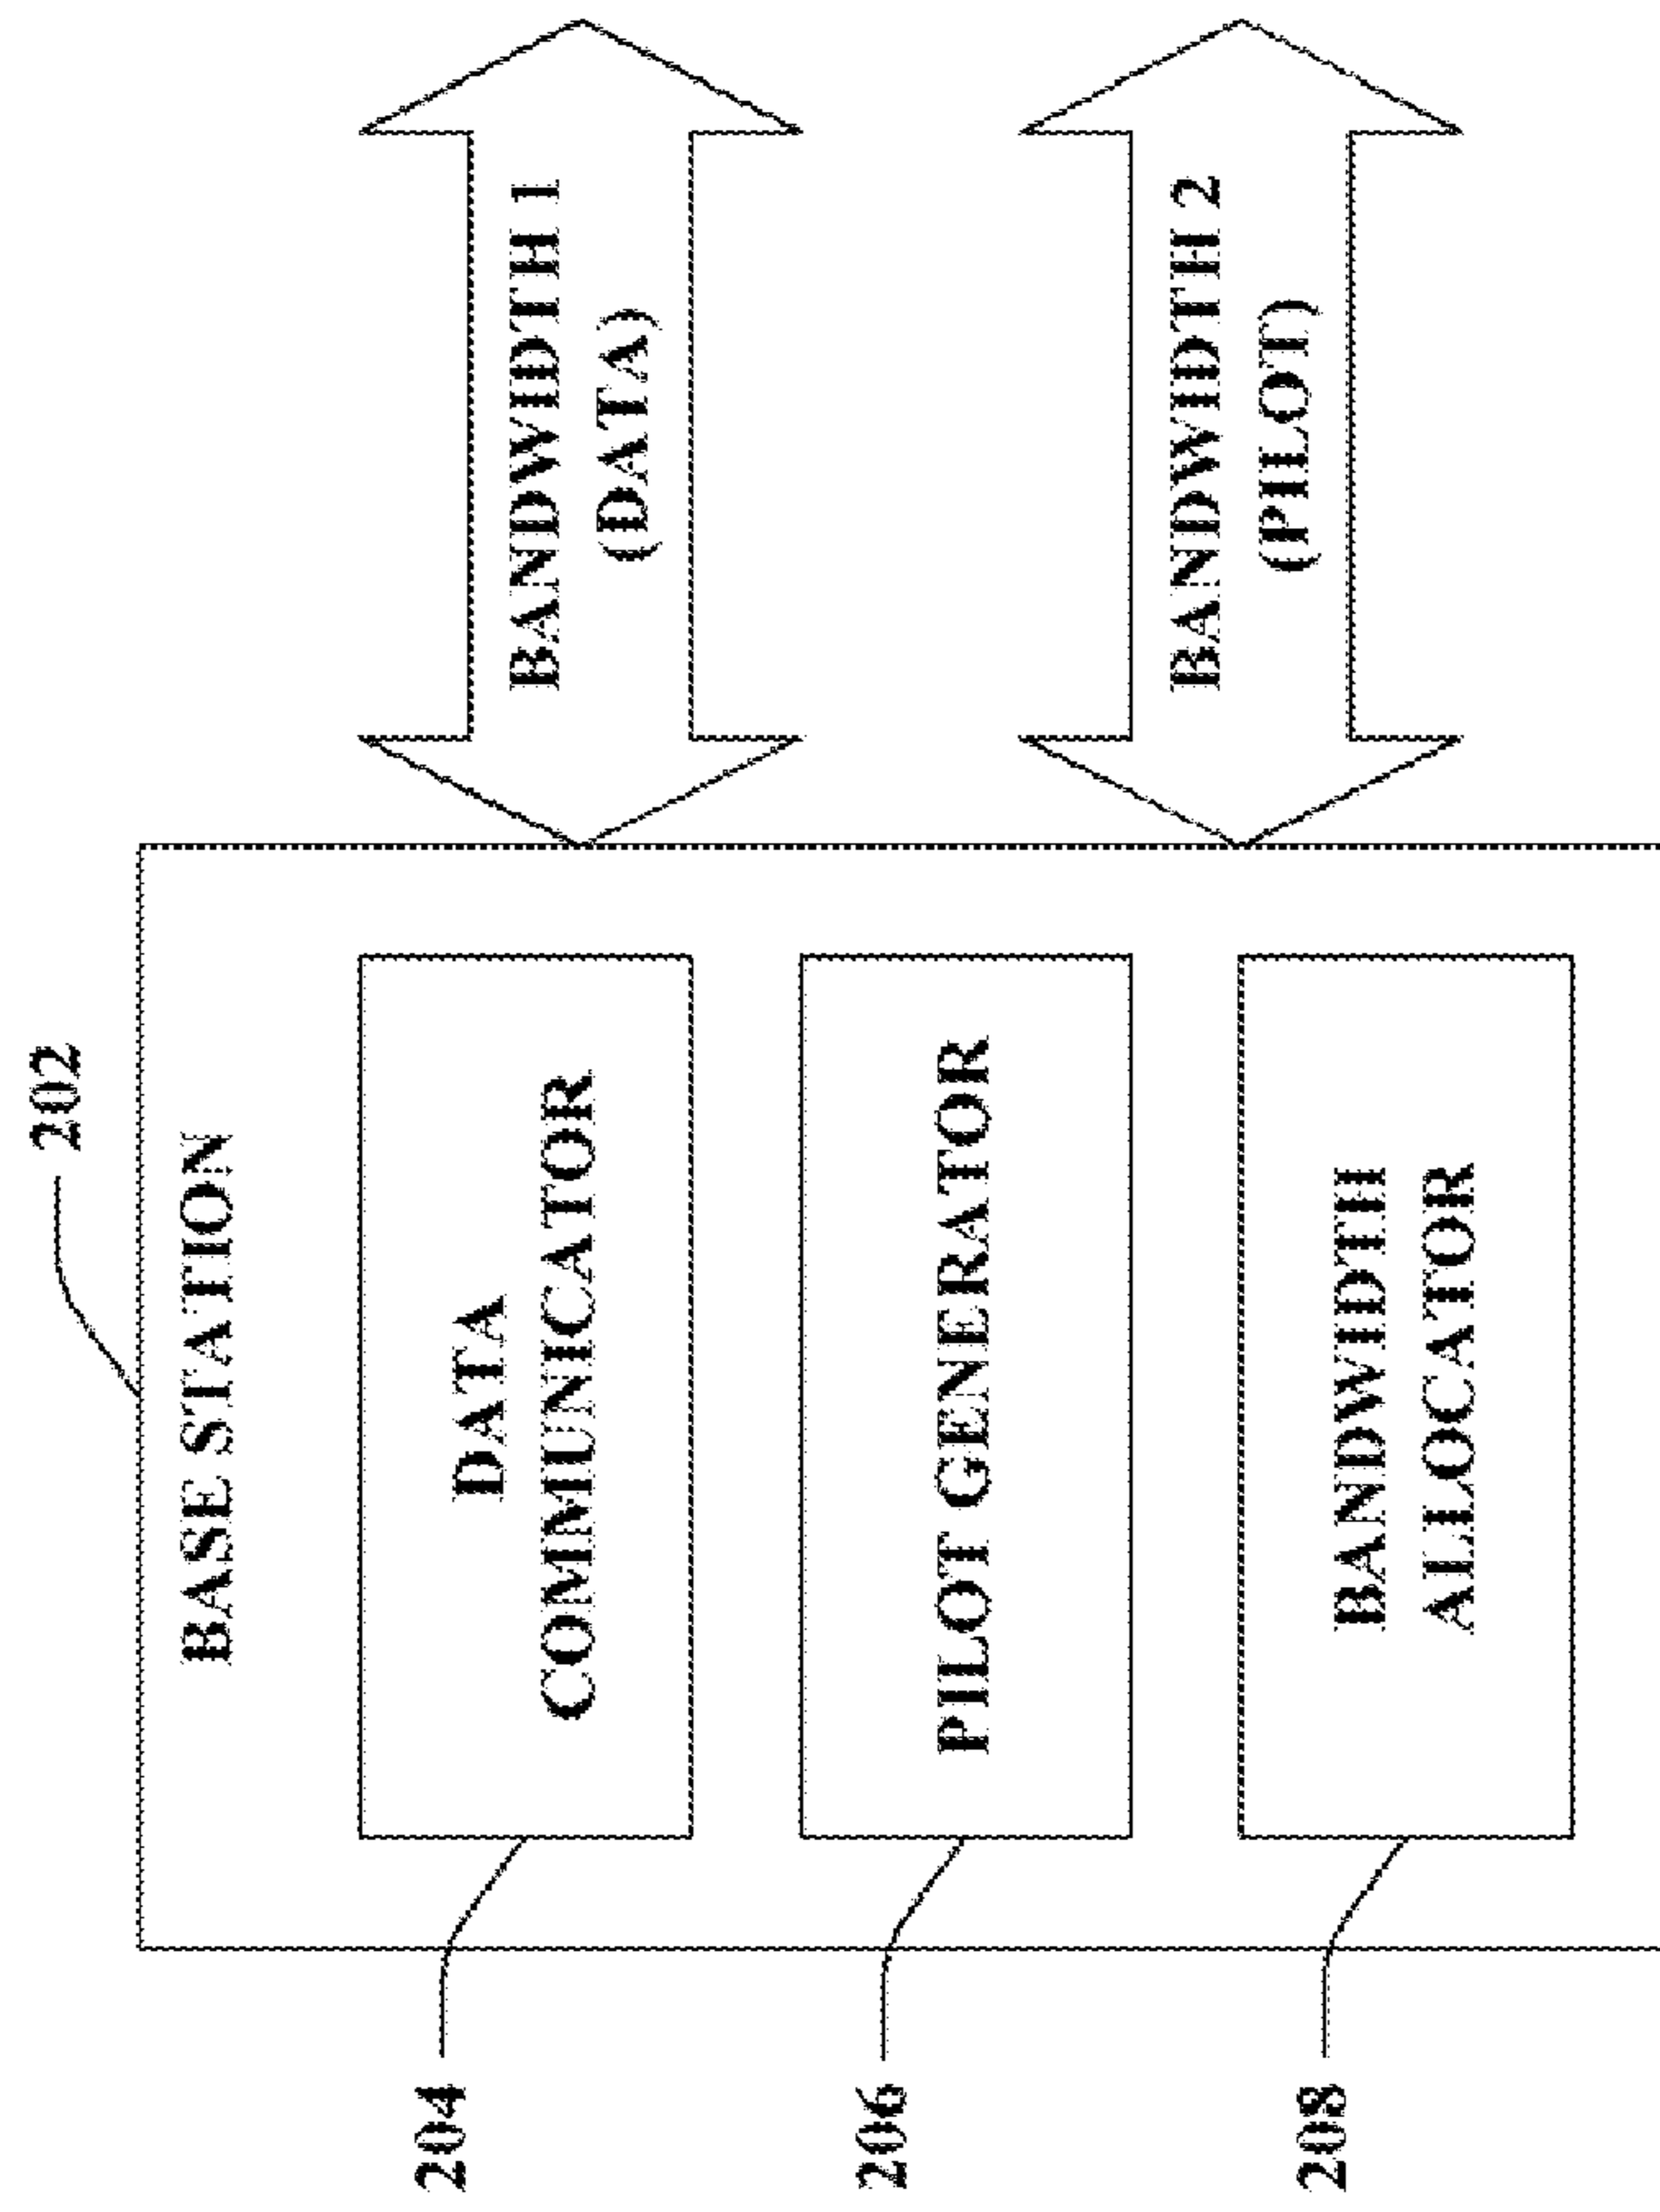 202
BASE STATION
204
DATA
COMMUNICATOR
206
PILOT GENERATOR
208
BANDWIDTH
ALLOCATOR
BANDWIDTH 1
(DATA)
BANDWIDTH 2
(PILOT)